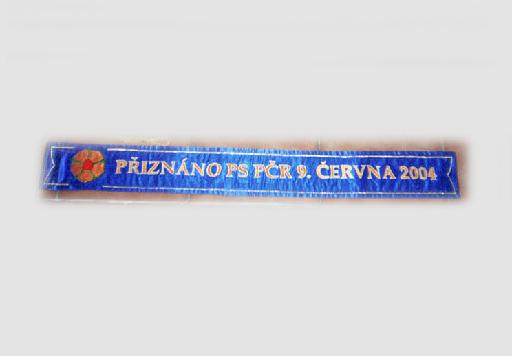 PŘIZNÁNO PS PČR 9. ČERVNA 2004